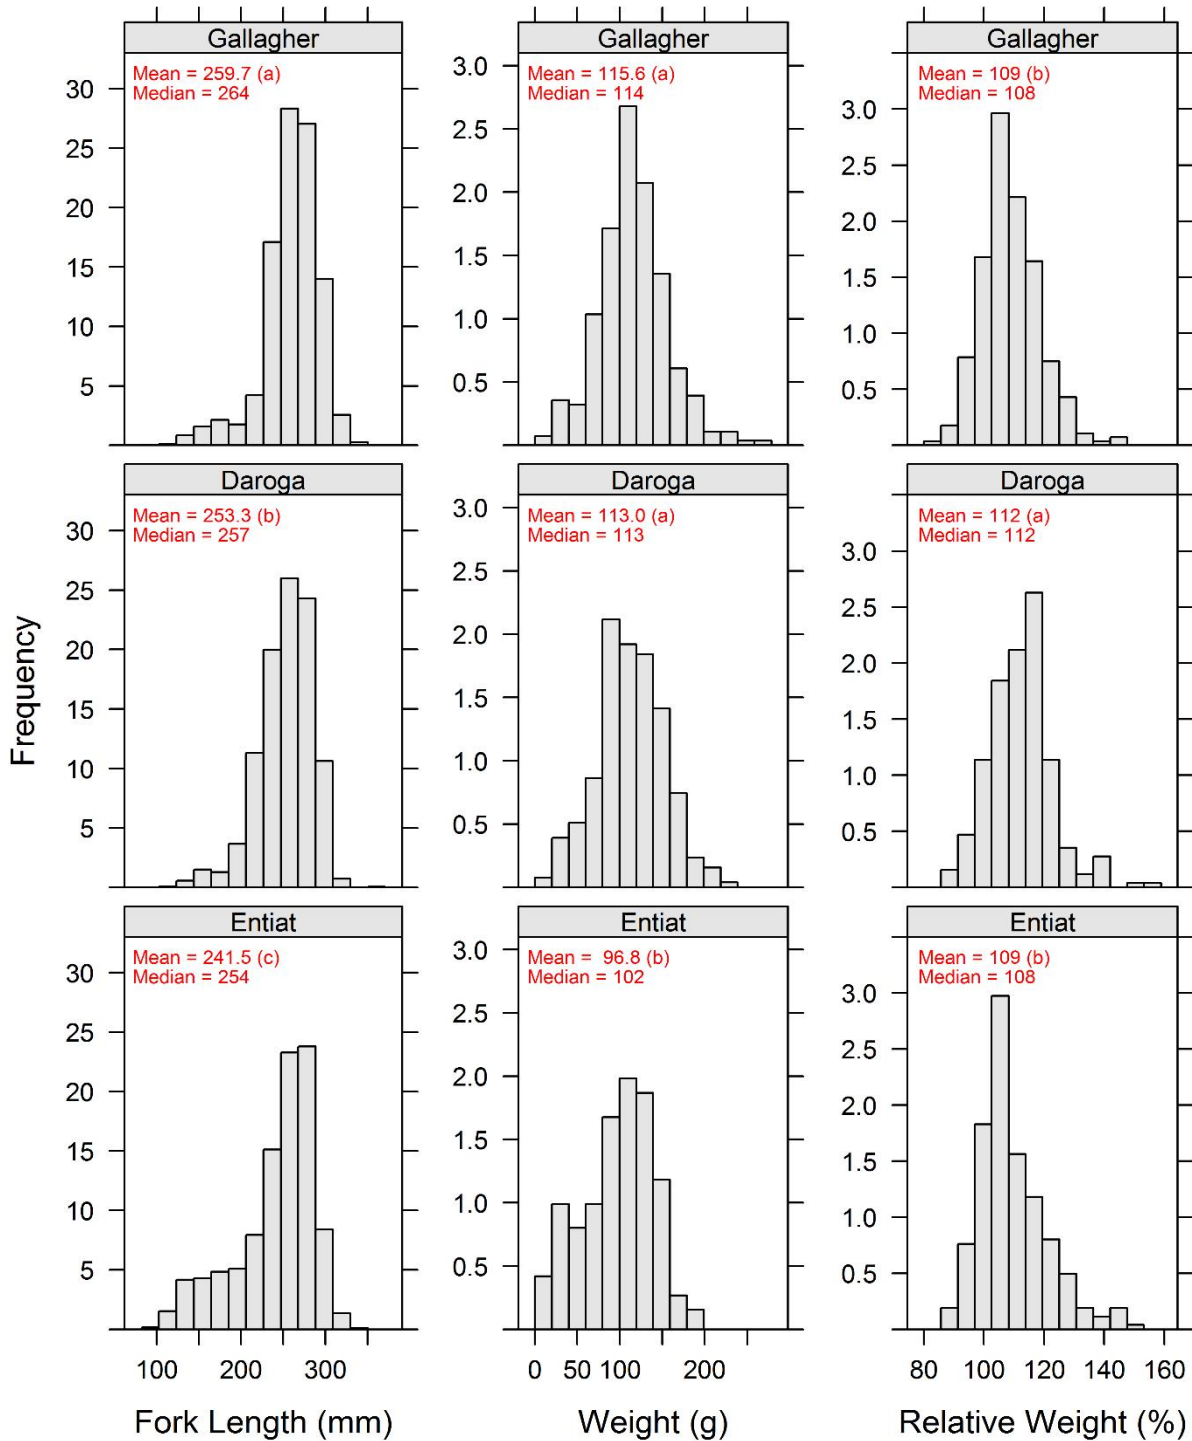 Gallagher
Mean = 259.7 (a)
Median = 264
30
25
20
15
10
5
Gallagher
Mean = 115.6 (a)
Median = 114
3.0
2.5
2.0
1.5
1.0
0.5
Gallagher
Mean = 109 (b)
Median = 108
3.0
2.5
2.0
1.5
1.0
0.5
Daroga
Mean = 253.3 (b)
Median = 257
30
25
20
15
10
5
Daroga
Mean = 113.0 (a)
Median = 113
3.0
2.5
2.0
1.5
1.0
0.5
Daroga
Mean = 112 (a)
Median = 112
3.0
2.5
2.0
1.5
1.0
0.5
Frequency
Entiat
Mean = 241.5 (c)
Median = 254
30
25
20
15
10
5
Entiat
Mean =  96.8 (b)
Median = 102
3.0
2.5
2.0
1.5
1.0
0.5
Entiat
Mean = 109 (b)
Median = 108
3.0
2.5
2.0
1.5
1.0
0.5
100 200 300
0 50 100 200
80 100 120 140 160
Fork Length (mm)
Weight (g)
Relative Weight (%)